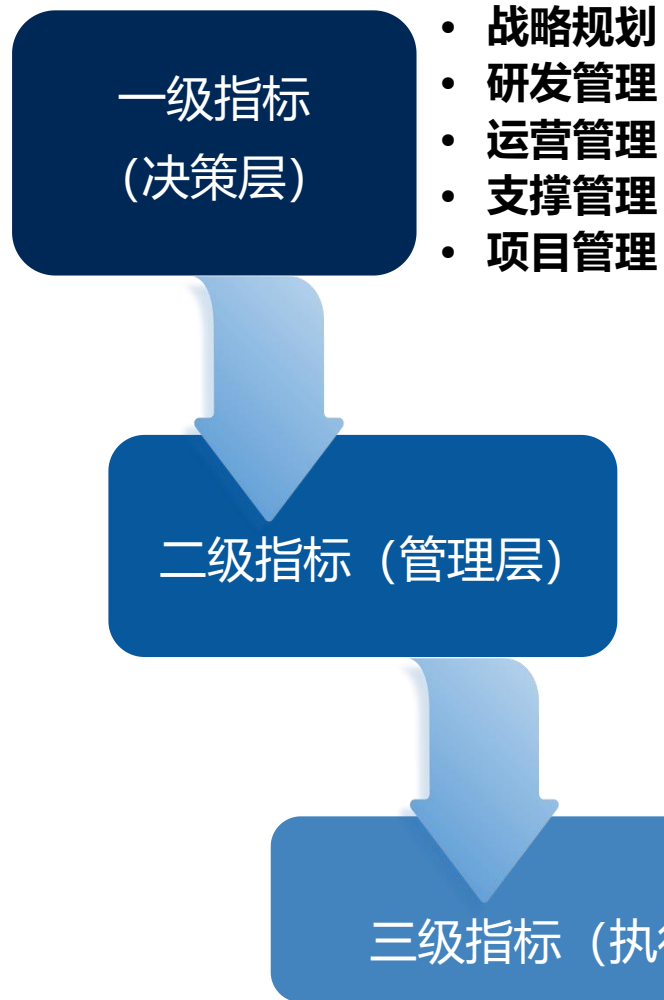 一级指标
（决策层）
• 战略规划
• 研发管理
• 运营管理
• 支撑管理
• 项目管理
二级指标（管理层）
三级指标（执